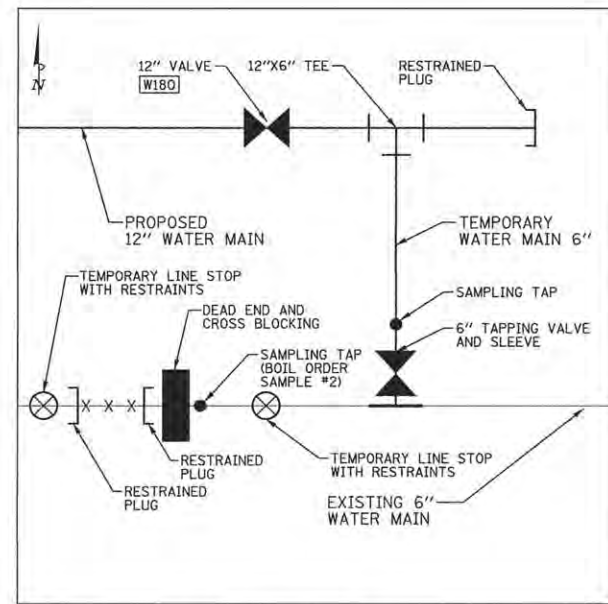 N
12" VALVE
W180
12"X6" TEE
RESTRAINED
PLUG
PROPOSED
12" WATER MAIN
TEMPORARY
WATER MAIN 6"
TEMPORARY LINE STOP
WITH RESTRAINTS
DEAD END AND
CROSS BLOCKING
SAMPLING TAP
SAMPLING TAP
(BOIL ORDER
SAMPLE #2)
6" TAPPING VALVE
AND SLEEVE
X X X
RESTRAINED
PLUG
TEMPORARY LINE STOP
WITH RESTRAINTS
RESTRAINED
PLUG
EXISTING 6"
WATER MAIN